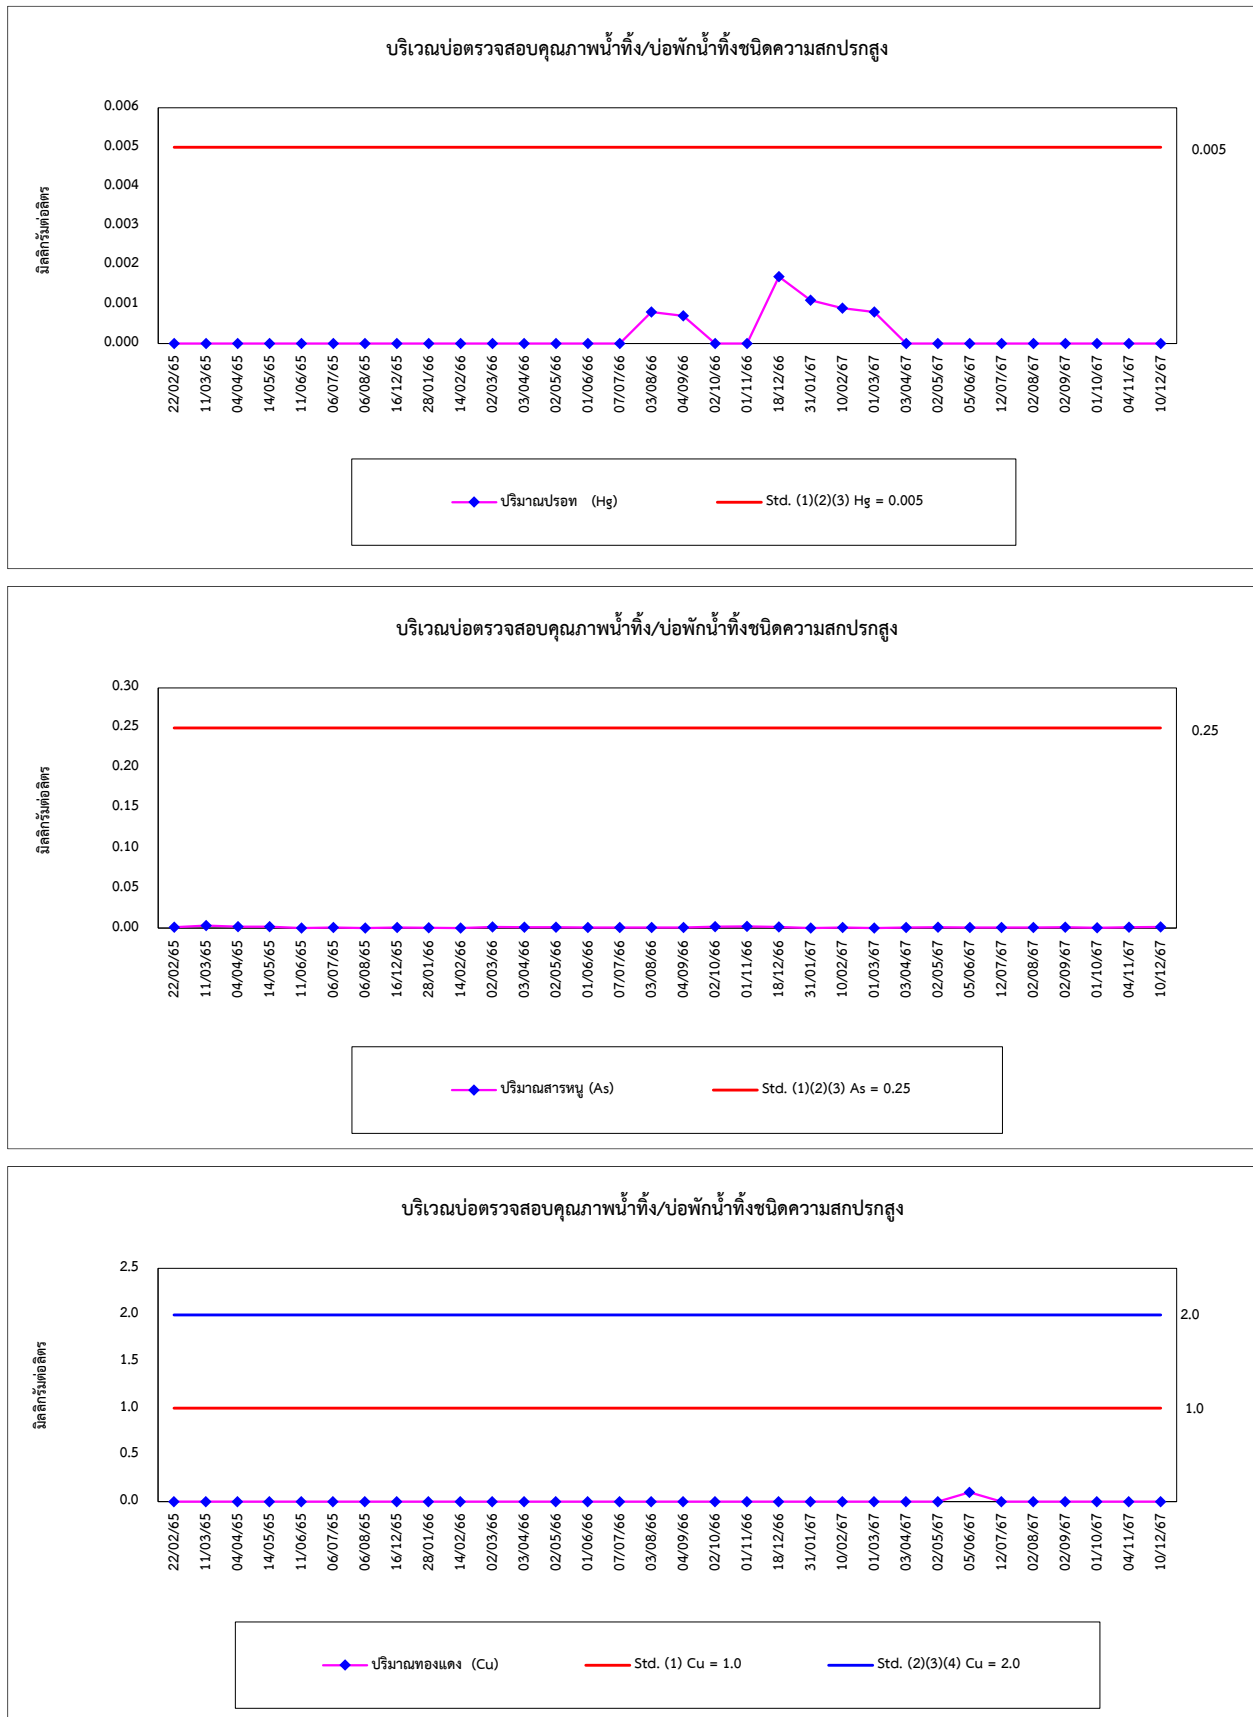 บริเวณบ่อตรวจสอบคุณภาพน้ำทิ้ง/บ่อพักน้ำทิ้งชนิดความสกปรกสูง
มิลลิกรัมต่อลิตร
0.006
0.005
0.004
0.003
0.002
0.001
0.000
0.005
22/02/65 11/03/65 04/04/65 14/05/65 11/06/65 06/07/65 06/08/65 16/12/65 28/01/66 14/02/66 02/03/66 03/04/66 02/05/66 01/06/66 07/07/66 03/08/66 04/09/66 02/10/66 01/11/66 18/12/66 31/01/67 10/02/67 01/03/67 03/04/67 02/05/67 05/06/67 12/07/67 02/08/67 02/09/67 01/10/67 04/11/67 10/12/67
ปริมาณปรอท (Hg) Std. (1)(2)(3) Hg = 0.005
บริเวณบ่อตรวจสอบคุณภาพน้ำทิ้ง/บ่อพักน้ำทิ้งชนิดความสกปรกสูง
มิลลิกรัมต่อลิตร
0.30
0.25
0.20
0.15
0.10
0.05
0.00
0.25
22/02/65 11/03/65 04/04/65 14/05/65 11/06/65 06/07/65 06/08/65 16/12/65 28/01/66 14/02/66 02/03/66 03/04/66 02/05/66 01/06/66 07/07/66 03/08/66 04/09/66 02/10/66 01/11/66 18/12/66 31/01/67 10/02/67 01/03/67 03/04/67 02/05/67 05/06/67 12/07/67 02/08/67 02/09/67 01/10/67 04/11/67 10/12/67
ปริมาณสารหนู (As) Std. (1)(2)(3) As = 0.25
บริเวณบ่อตรวจสอบคุณภาพน้ำทิ้ง/บ่อพักน้ำทิ้งชนิดความสกปรกสูง
มิลลิกรัมต่อลิตร
2.5
2.0
1.5
1.0
0.5
0.0
2.0
1.0
22/02/65 11/03/65 04/04/65 14/05/65 11/06/65 06/07/65 06/08/65 16/12/65 28/01/66 14/02/66 02/03/66 03/04/66 02/05/66 01/06/66 07/07/66 03/08/66 04/09/66 02/10/66 01/11/66 18/12/66 31/01/67 10/02/67 01/03/67 03/04/67 02/05/67 05/06/67 12/07/67 02/08/67 02/09/67 01/10/67 04/11/67 10/12/67
ปริมาณทองแดง (Cu) Std. (1) Cu = 1.0 Std. (2)(3)(4) Cu = 2.0